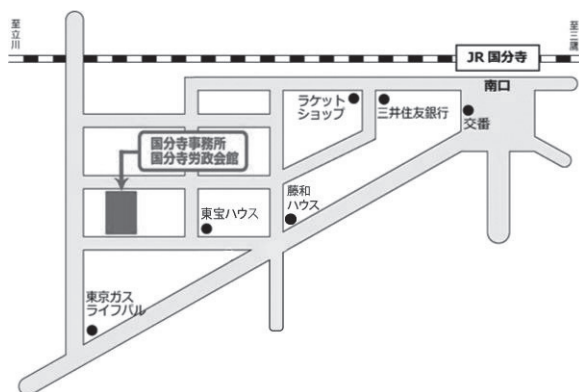 至立川
至三鷹
JR 国分寺
南口
ラケット
ショップ
三井住友銀行
交番
国分寺事務所
国分寺労政会館
藤和
ハウス
東宝ハウス
東京ガス
ライフバル